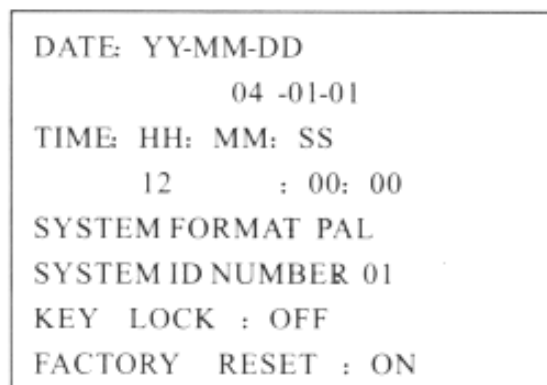 DATE: YY-MM-DD
04 -01-01
TIME: HH: MM: SS
12 : 00: 00
SYSTEM FORMAT PAL
SYSTEM ID NUMBER 01
KEY LOCK : OFF
FACTORY RESET : ON